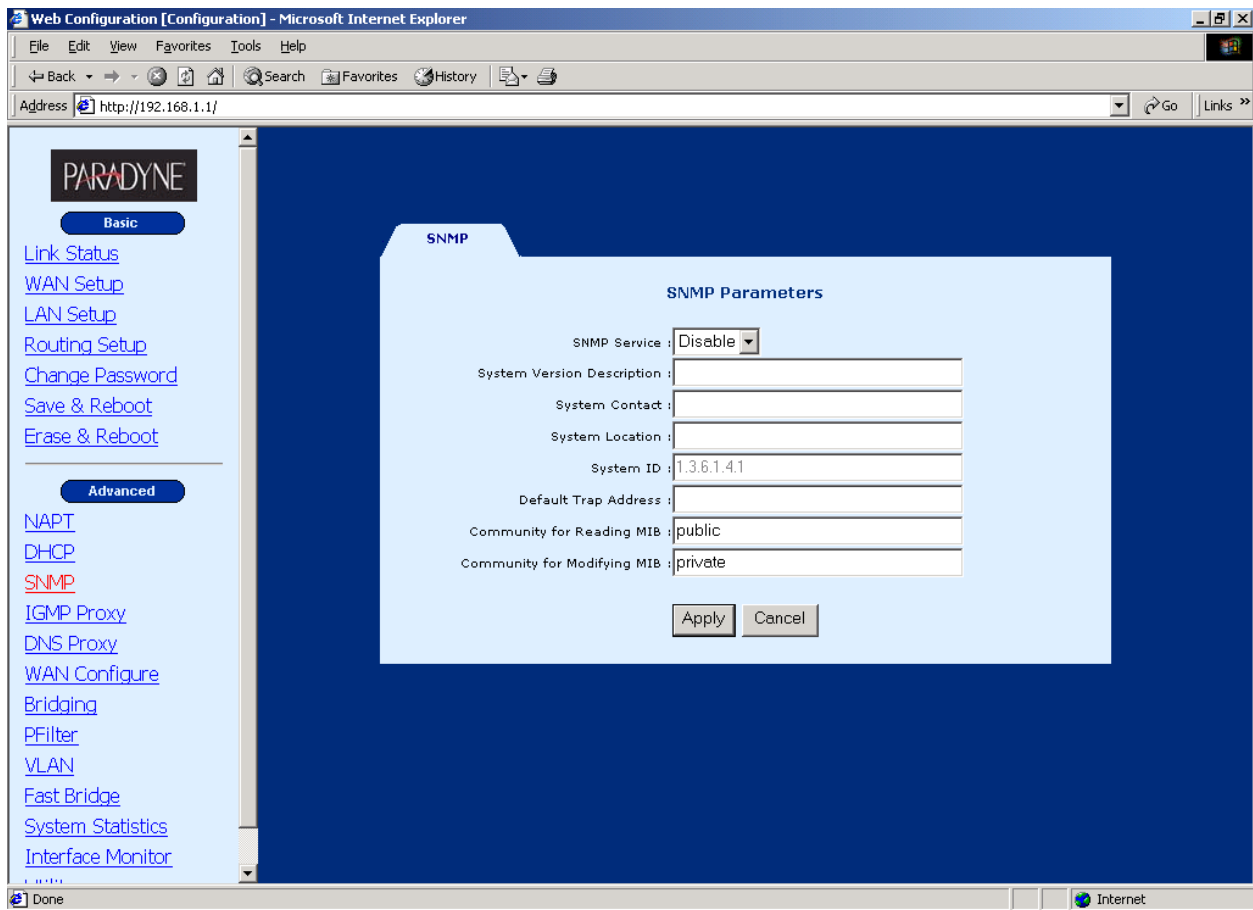 Web Configuration [Configuration] - Microsoft Internet Explorer
File Edit View Favorites Tools Help
Back Search Favorites History
Address http://192.168.1.1/ Go Links »
PARADYNE
Basic
Link Status
WAN Setup
LAN Setup
Routing Setup
Change Password
Save & Reboot
Erase & Reboot
Advanced
NAPT
DHCP
SNMP
IGMP Proxy
DNS Proxy
WAN Configure
Bridging
PFilter
VLAN
Fast Bridge
System Statistics
Interface Monitor
SNMP
SNMP Parameters
SNMP Service : Disable
System Version Description :
System Contact :
System Location :
System ID : 1.3.6.1.4.1
Default Trap Address :
Community for Reading MIB : public
Community for Modifying MIB : private
Apply Cancel
Done Internet